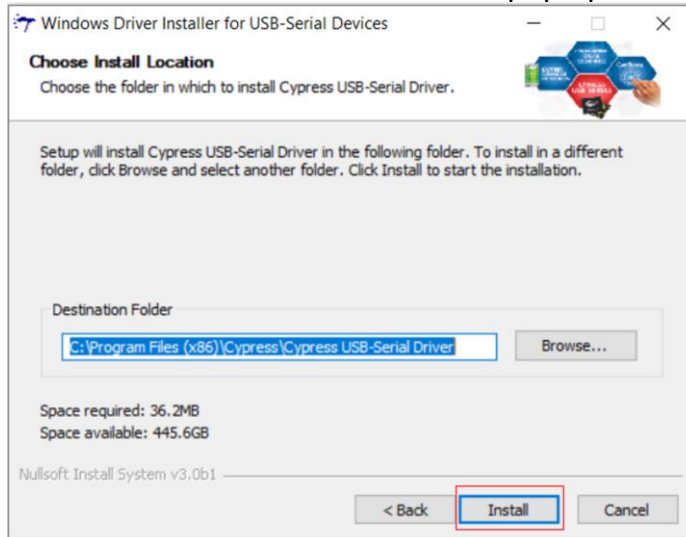 Windows Driver Installer for USB-Serial Devices
Choose Install Location
Choose the folder in which to install Cypress USB-Serial Driver.
Setup will install Cypress USB-Serial Driver in the following folder. To install in a different
folder, click Browse and select another folder. Click Install to start the installation.
Destination Folder
C:\Program Files (x86)\Cypress\Cypress USB-Serial Driver
Browse...
Space required: 36.2MB
Space available: 445.6GB
Nullsoft Install System v3.0b1
< Back
Install
Cancel